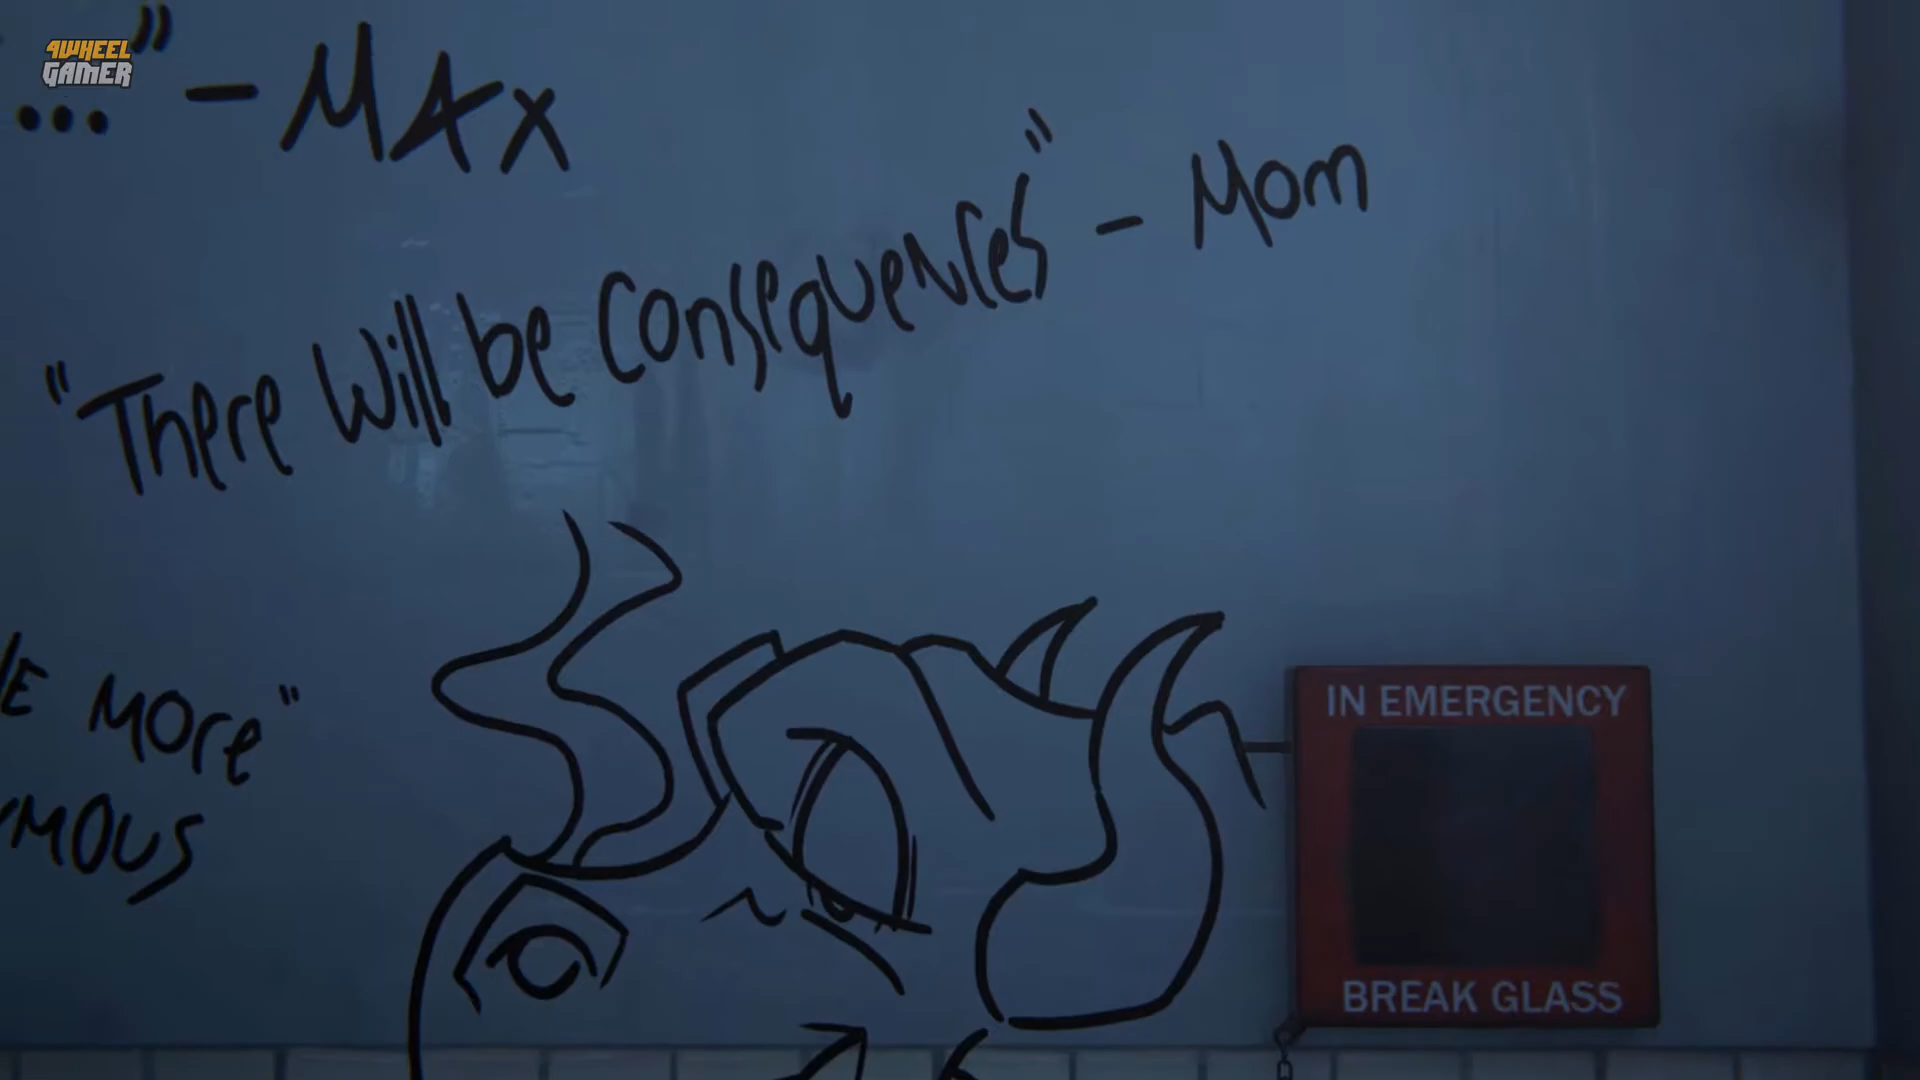 4WHEEL
GAMER
..." - MAX
"There Will be Consequences" - Mom
More"
IN EMERGENCY
BREAK GLASS